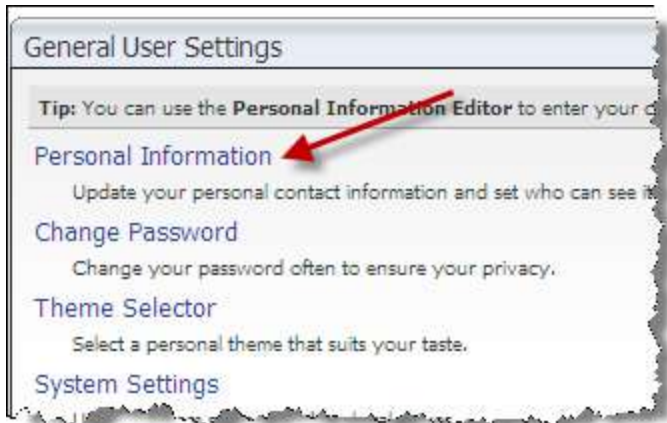 General User Settings
Tip: You can use the Personal Information Editor to enter your
Personal Information
Update your personal contact information and set who can see
Change Password
Change your password often to ensure your privacy.
Theme Selector
Select a personal theme that suits your taste.
System Settings